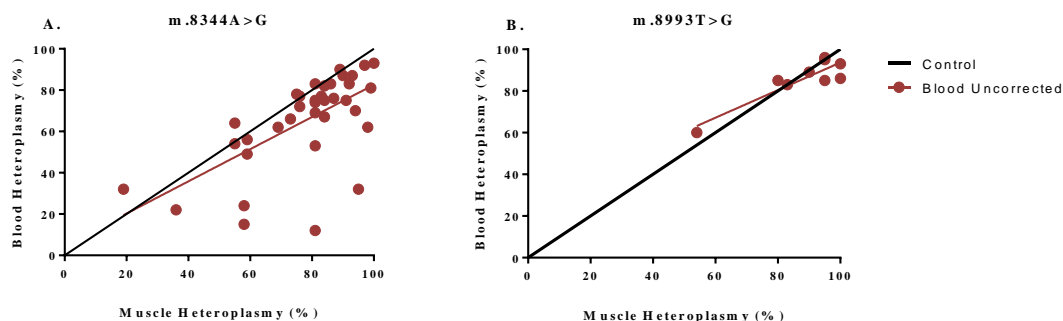 A.
m.8344A>G
Blood Heteroplasmy (%)
100
80
60
40
20
0
0 20 40 60 80 100
Muscle Heteroplasmy (%)
B.
m.8993T>G
Blood Heteroplasmy (%)
100
80
60
40
20
0
0 20 40 60 80 100
Muscle Heteroplasmy (%)
Control
Blood Uncorrected